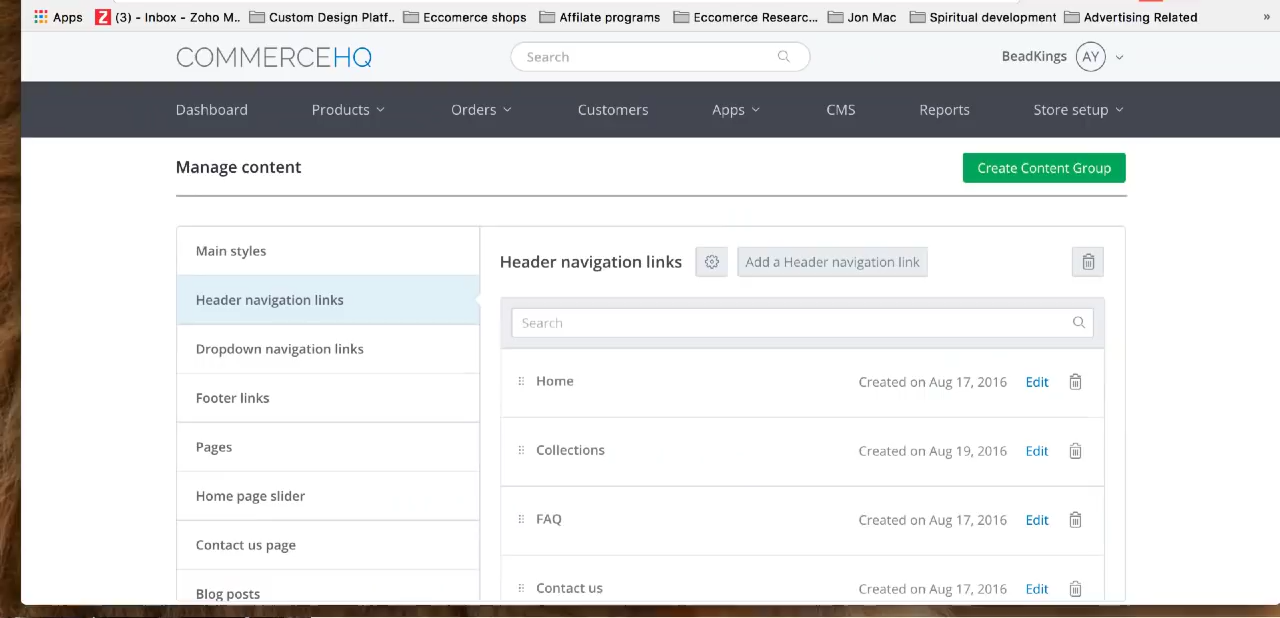 Apps Z (3) - Inbox - Zoho M.. Custom Design Platf.. Eccomerce shops Affilate programs Eccomerce Researc... Jon Mac Spiritual development Advertising Related »
COMMERCEHQ Search BeadKings AY
Dashboard Products Orders Customers Apps CMS Reports Store setup
Manage content Create Content Group
Main styles
Header navigation links
Dropdown navigation links
Footer links
Pages
Home page slider
Contact us page
Blog posts
Header navigation links Add a Header navigation link
Search
Home Created on Aug 17, 2016 Edit
Collections Created on Aug 19, 2016 Edit
FAQ Created on Aug 17, 2016 Edit
Contact us Created on Aug 17, 2016 Edit